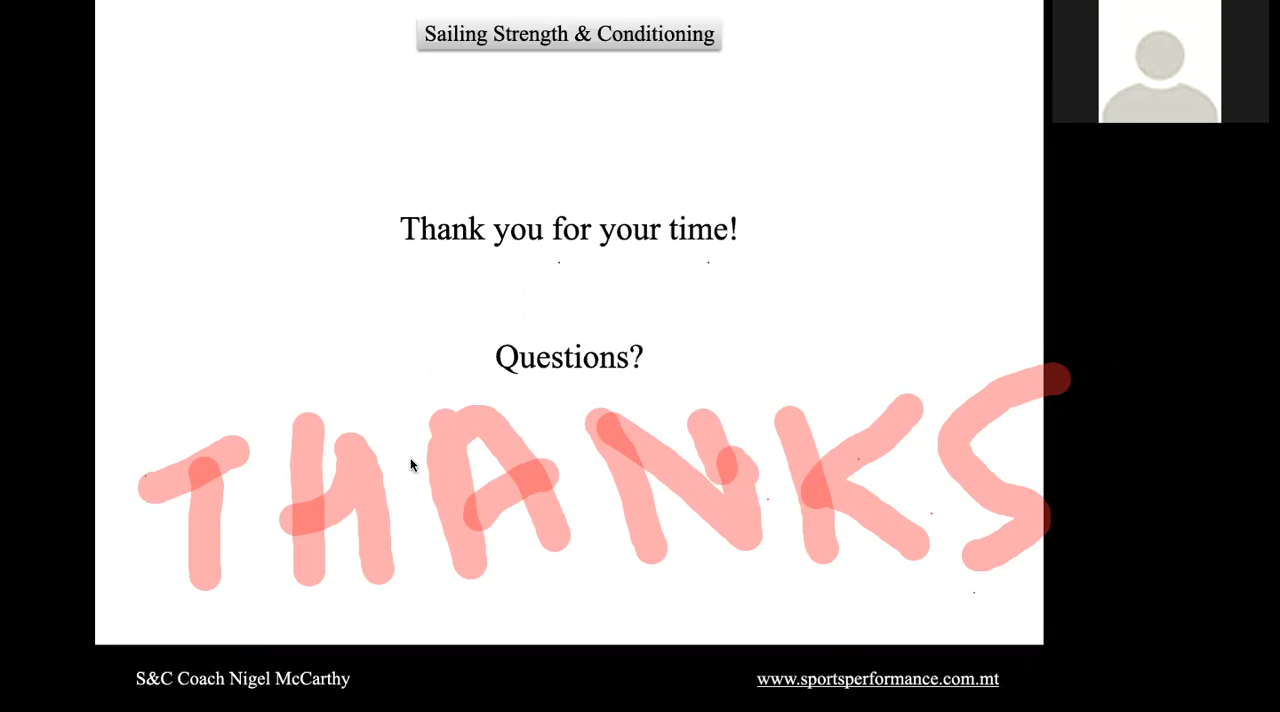 Sailing Strength & Conditioning
Thank you for your time!
Questions?
THANKS
S&C Coach Nigel McCarthy
www.sportsperformance.com.mt